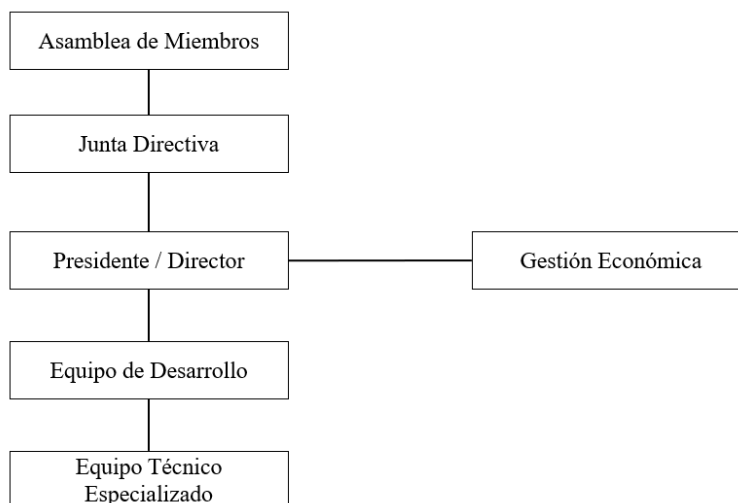 Asamblea de Miembros
Junta Directiva
Presidente / Director
Gestión Económica
Equipo de Desarrollo
Equipo Técnico
Especializado